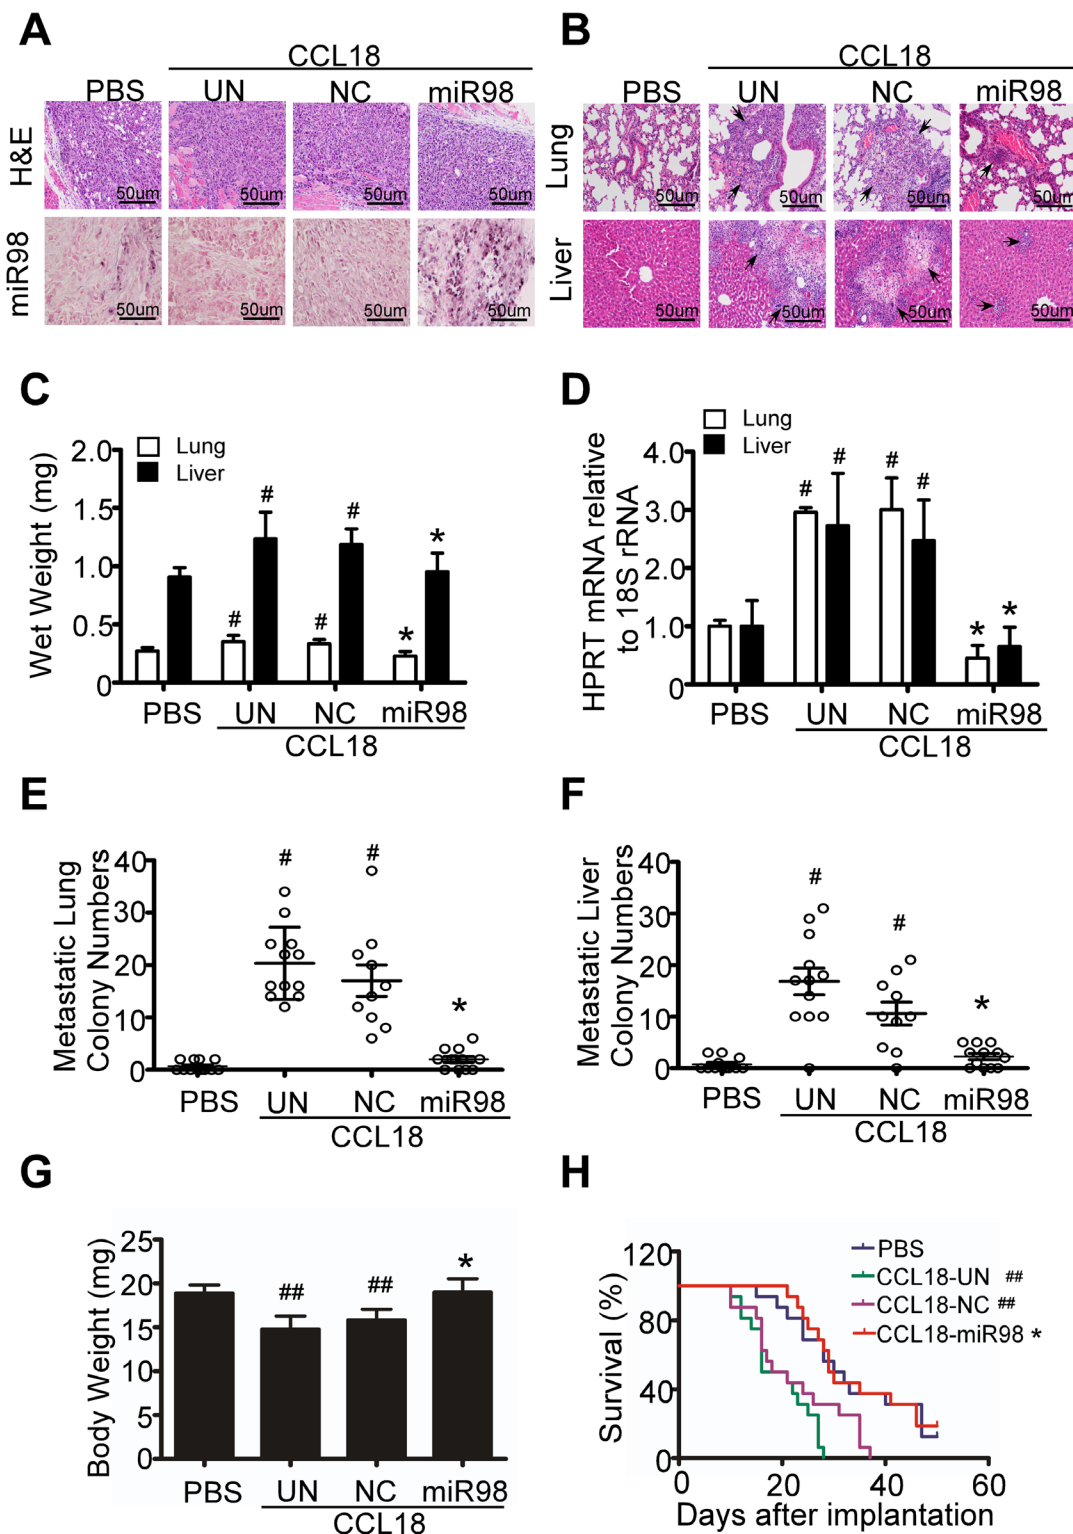 A
CCL18
PBS UN NC miR98
H&E
50um 50um 50um 50um
miR98
50um 50um 50um 50um
B
CCL18
PBS UN NC miR98
Lung
50um 50um 50um 50um
Liver
50um 50um 50um 50um
C
Wet Weight (mg)
Lung
Liver
2.0
1.5
1.0
0.5
0
# # # # * *
PBS UN NC miR98
CCL18
D
HPRT mRNA relative
to 18S rRNA
Lung
Liver
4.0
3.0
2.0
1.0
0
# # # # * *
PBS UN NC miR98
CCL18
E
Metastatic Lung
Colony Numbers
40
30
20
10
0
# # *
PBS UN NC miR98
CCL18
F
Metastatic Liver
Colony Numbers
40
30
20
10
0
# # *
PBS UN NC miR98
CCL18
G
Body Weight (mg)
25
20
15
10
5
0
## ## *
PBS UN NC miR98
CCL18
H
Survival (%)
120
80
40
0
PBS
CCL18-UN ##
CCL18-NC ##
CCL18-miR98 *
0 20 40 60
Days after implantation